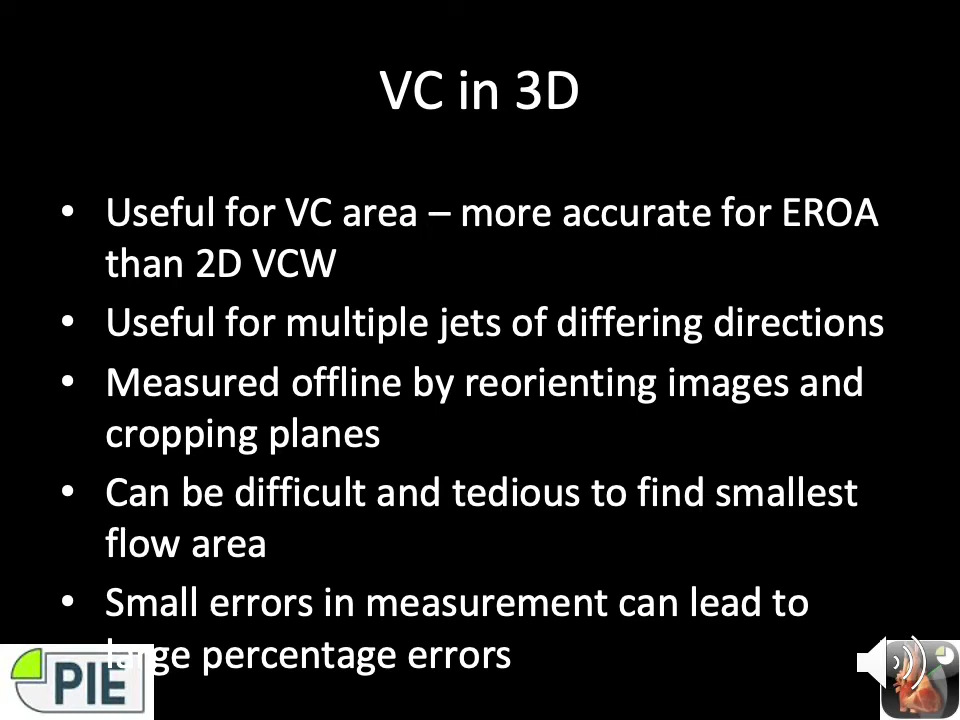 VC in 3D
• Useful for VC area – more accurate for EROA
than 2D VCW
• Useful for multiple jets of differing directions
• Measured offline by reorienting images and
cropping planes
• Can be difficult and tedious to find smallest
flow area
• Small errors in measurement can lead to
large percentage errors
PIE